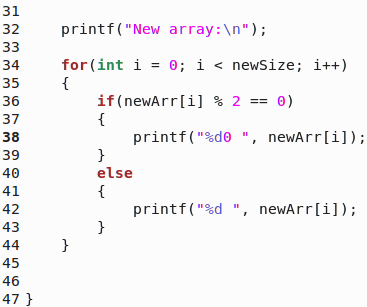 31
32     printf("New array:\n");
33
34     for(int i = 0; i < newSize; i++)
35     {
36         if(newArr[i] % 2 == 0)
37         {
38             printf("%d0 ", newArr[i]);
39         }
40         else
41         {
42             printf("%d ", newArr[i]);
43         }
44     }
45
46
47 }